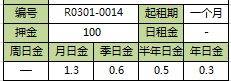 编号 R0301-0014 起租期 一个月
押金 100 日租金 -
周日金 月日金 季日金 半年日金 年日金
— 1.3 0.6 0.5 0.3